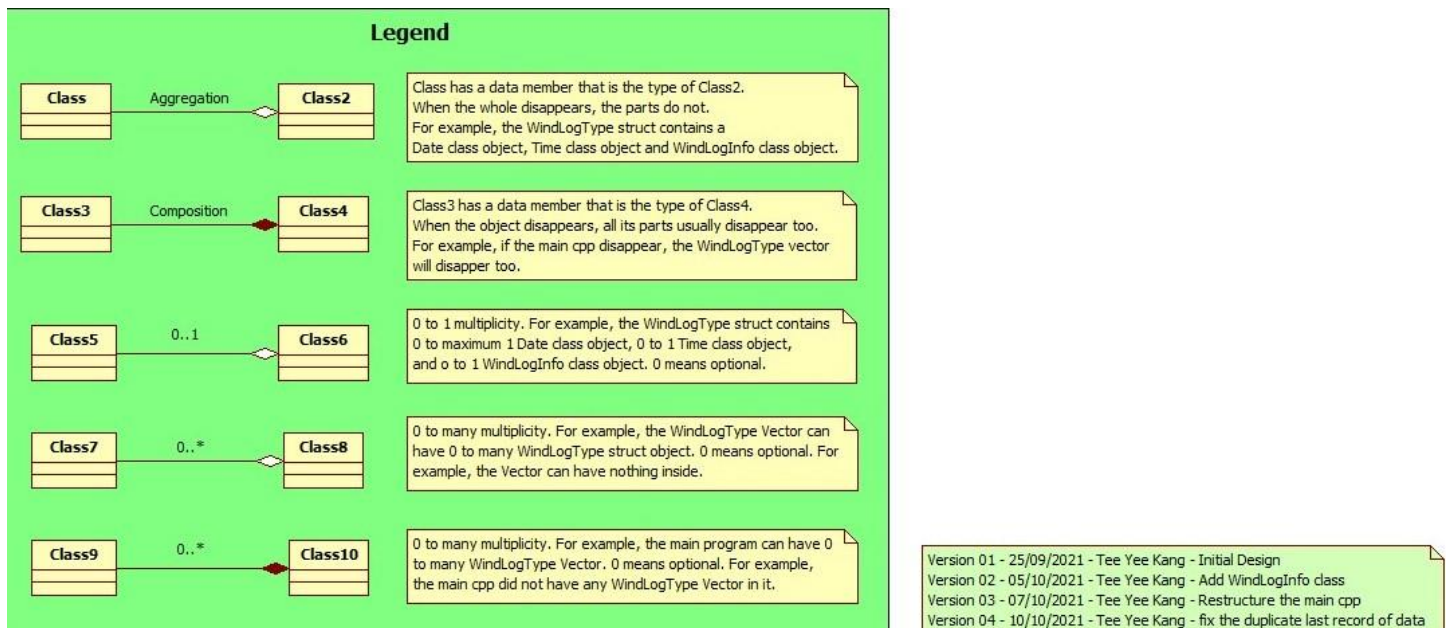 Legend
Class
Aggregation
Class2
Class has a data member that is the type of Class2.
When the whole disappears, the parts do not.
For example, the WindLogType struct contains a
Date class object, Time class object and WindLogInfo class object.
Class3
Composition
Class4
Class3 has a data member that is the type of Class4.
When the object disappears, all its parts usually disappear too.
For example, if the main cpp disappear, the WindLogType vector
will disapper too.
Class5
0..1
Class6
0 to 1 multiplicity. For example, the WindLogType struct contains
0 to maximum 1 Date class object, 0 to 1 Time class object,
and o to 1 WindLogInfo class object. 0 means optional.
Class7
0..*
Class8
0 to many multiplicity. For example, the WindLogType Vector can
have 0 to many WindLogType struct object. 0 means optional. For
example, the Vector can have nothing inside.
Class9
0..*
Class10
0 to many multiplicity. For example, the main program can have 0
to many WindLogType Vector. 0 means optional. For example,
the main cpp did not have any WindLogType Vector in it.
Version 01 - 25/09/2021 - Tee Yee Kang - Initial Design
Version 02 - 05/10/2021 - Tee Yee Kang - Add WindLogInfo class
Version 03 - 07/10/2021 - Tee Yee Kang - Restructure the main cpp
Version 04 - 10/10/2021 - Tee Yee Kang - fix the duplicate last record of data